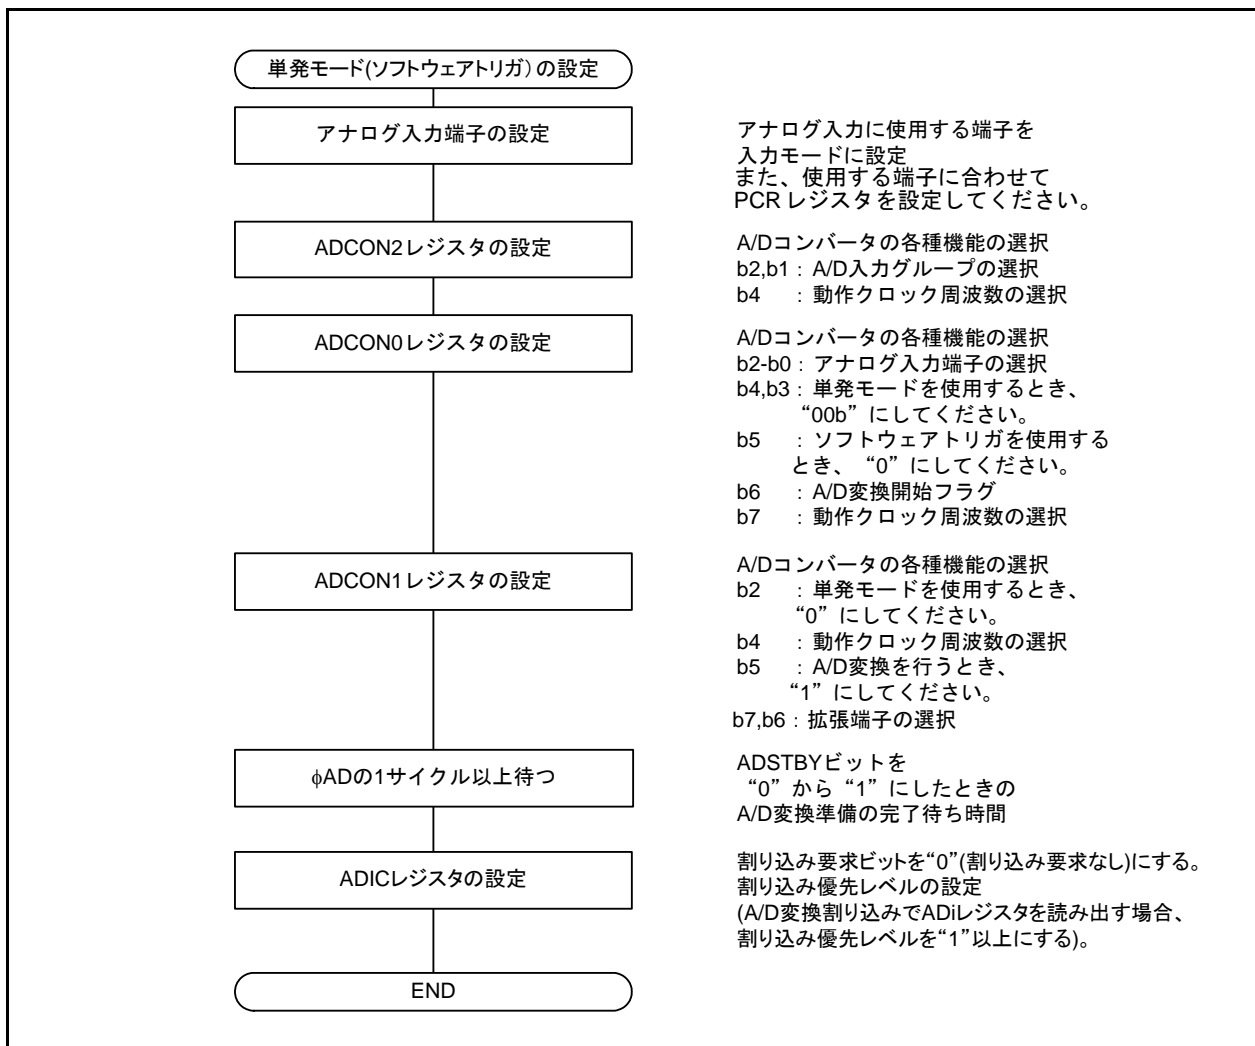 単発モード(ソフトウェアトリガ)の設定
アナログ入力端子の設定
アナログ入力に使用する端子を
入力モードに設定
また、使用する端子に合わせて
PCRレジスタを設定してください。
ADCON2レジスタの設定
A/Dコンバータの各種機能の選択
b2,b1：A/D入力グループの選択
b4　：動作クロック周波数の選択
ADCON0レジスタの設定
A/Dコンバータの各種機能の選択
b2-b0：アナログ入力端子の選択
b4,b3：単発モードを使用するとき、
“00b”にしてください。
b5　：ソフトウェアトリガを使用する
とき、“0”にしてください。
b6　：A/D変換開始フラグ
b7　：動作クロック周波数の選択
ADCON1レジスタの設定
A/Dコンバータの各種機能の選択
b2　：単発モードを使用するとき、
“0”にしてください。
b4　：動作クロック周波数の選択
b5　：A/D変換を行うとき、
“1”にしてください。
b7,b6：拡張端子の選択
φADの1サイクル以上待つ
ADSTBYビットを
“0”から“1”にしたときの
A/D変換準備の完了待ち時間
ADICレジスタの設定
割り込み要求ビットを“0”(割り込み要求なし)にする。
割り込み優先レベルの設定
(A/D変換割り込みでADiレジスタを読み出す場合、
割り込み優先レベルを“1”以上にする)。
END